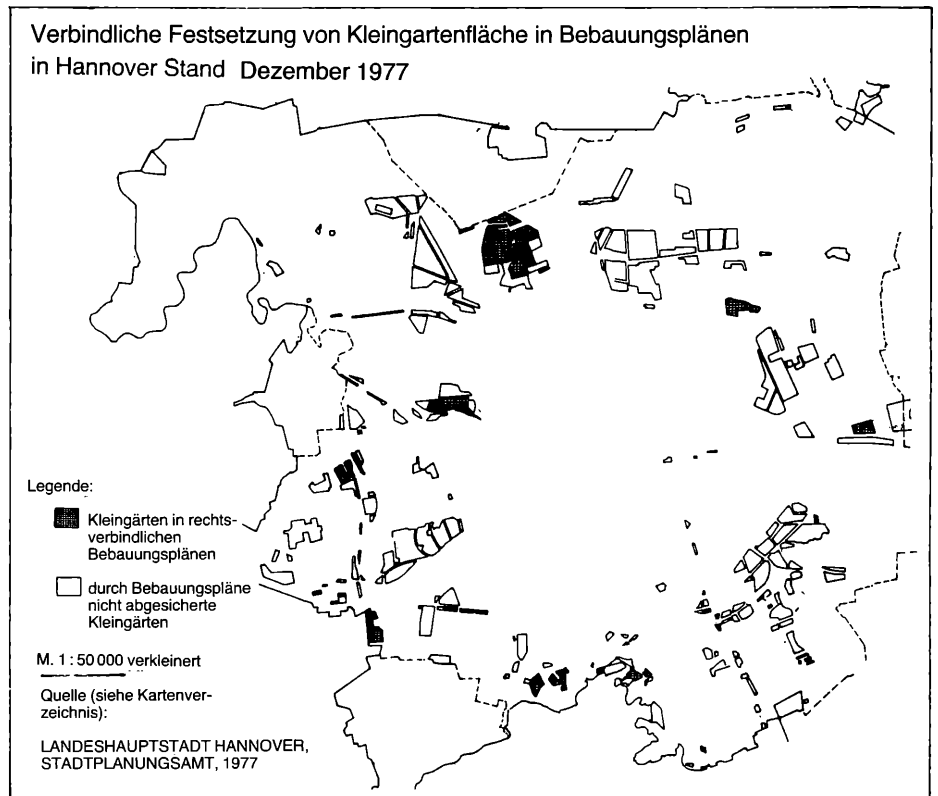 Verbindliche Festsetzung von Kleingartenfläche in Bebauungsplänen
in Hannover Stand Dezember 1977
Legende:
Kleingärten in rechts-
verbindlichen
Bebauungsplänen
durch Bebauungspläne
nicht abgesicherte
Kleingärten
M. 1 : 50 000 verkleinert
Quelle (siehe Kartenver-
zeichnis):
LANDESHAUPTSTADT HANNOVER,
STADTPLANUNGSAMT, 1977